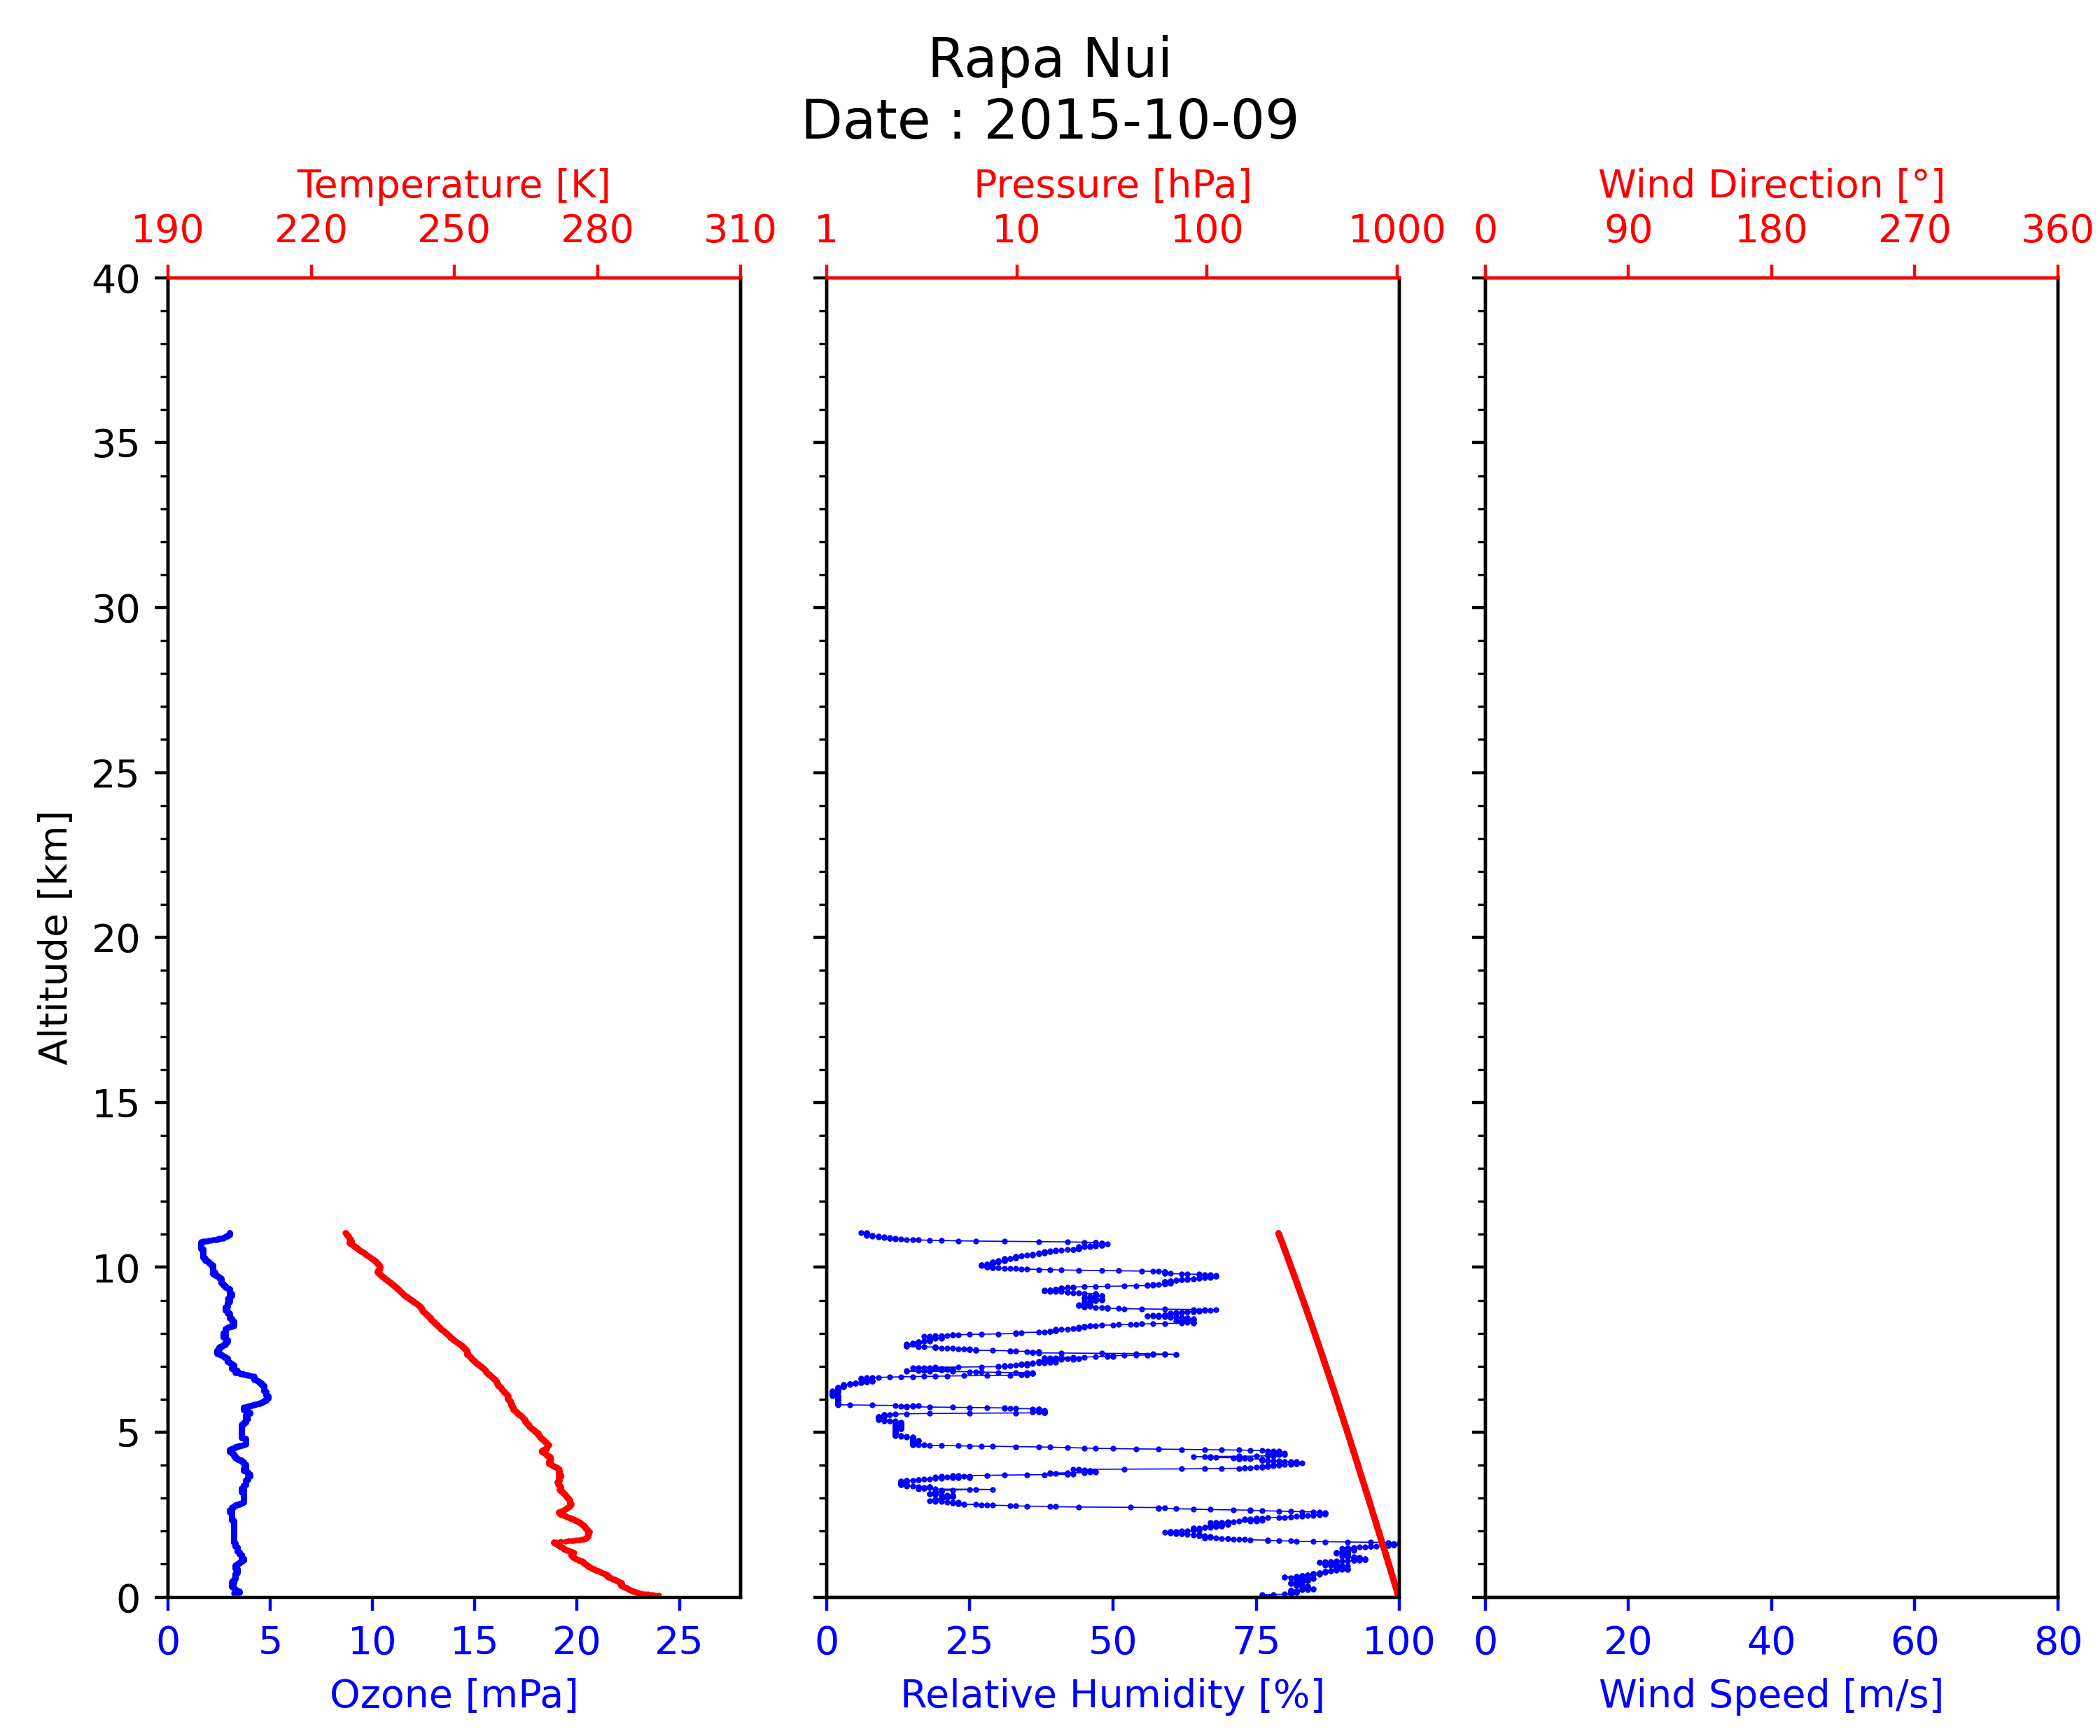 Rapa Nui
Date : 2015-10-09
Temperature [K]
190 220 250 280 310
Pressure [hPa]
1 10 100 1000
Wind Direction [°]
0 90 180 270 360
Altitude [km]
40
35
30
25
20
15
10
5
0
0 5 10 15 20 25
Ozone [mPa]
0 25 50 75 100
Relative Humidity [%]
0 20 40 60 80
Wind Speed [m/s]